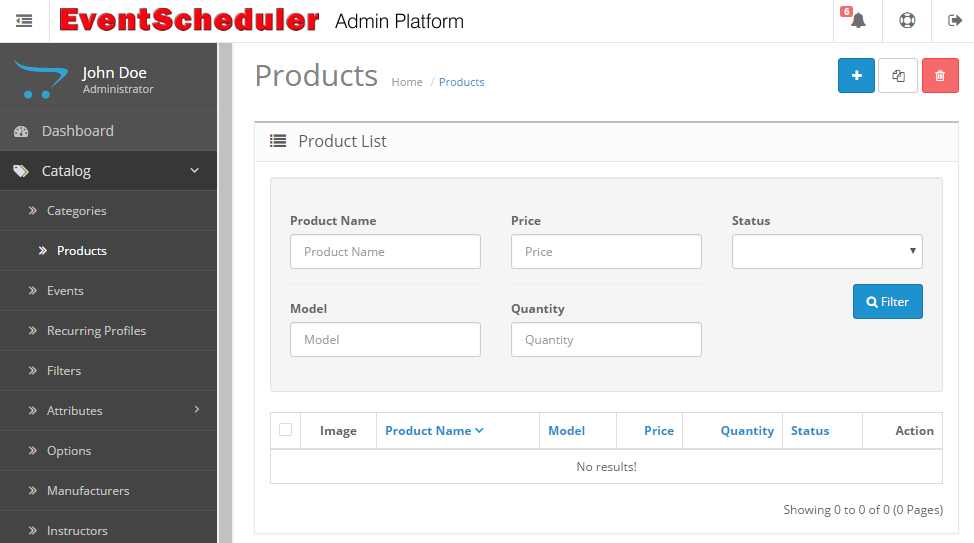 EventScheduler Admin Platform
6
John Doe
Administrator
Dashboard
Catalog
Categories
Products
Events
Recurring Profiles
Filters
Attributes
Options
Manufacturers
Instructors
Products Home / Products
Product List
Product Name Price Status
Product Name Price
Filter
Model Quantity
Model Quantity
Image Product Name Model Price Quantity Status Action
No results!
Showing 0 to 0 of 0 (0 Pages)